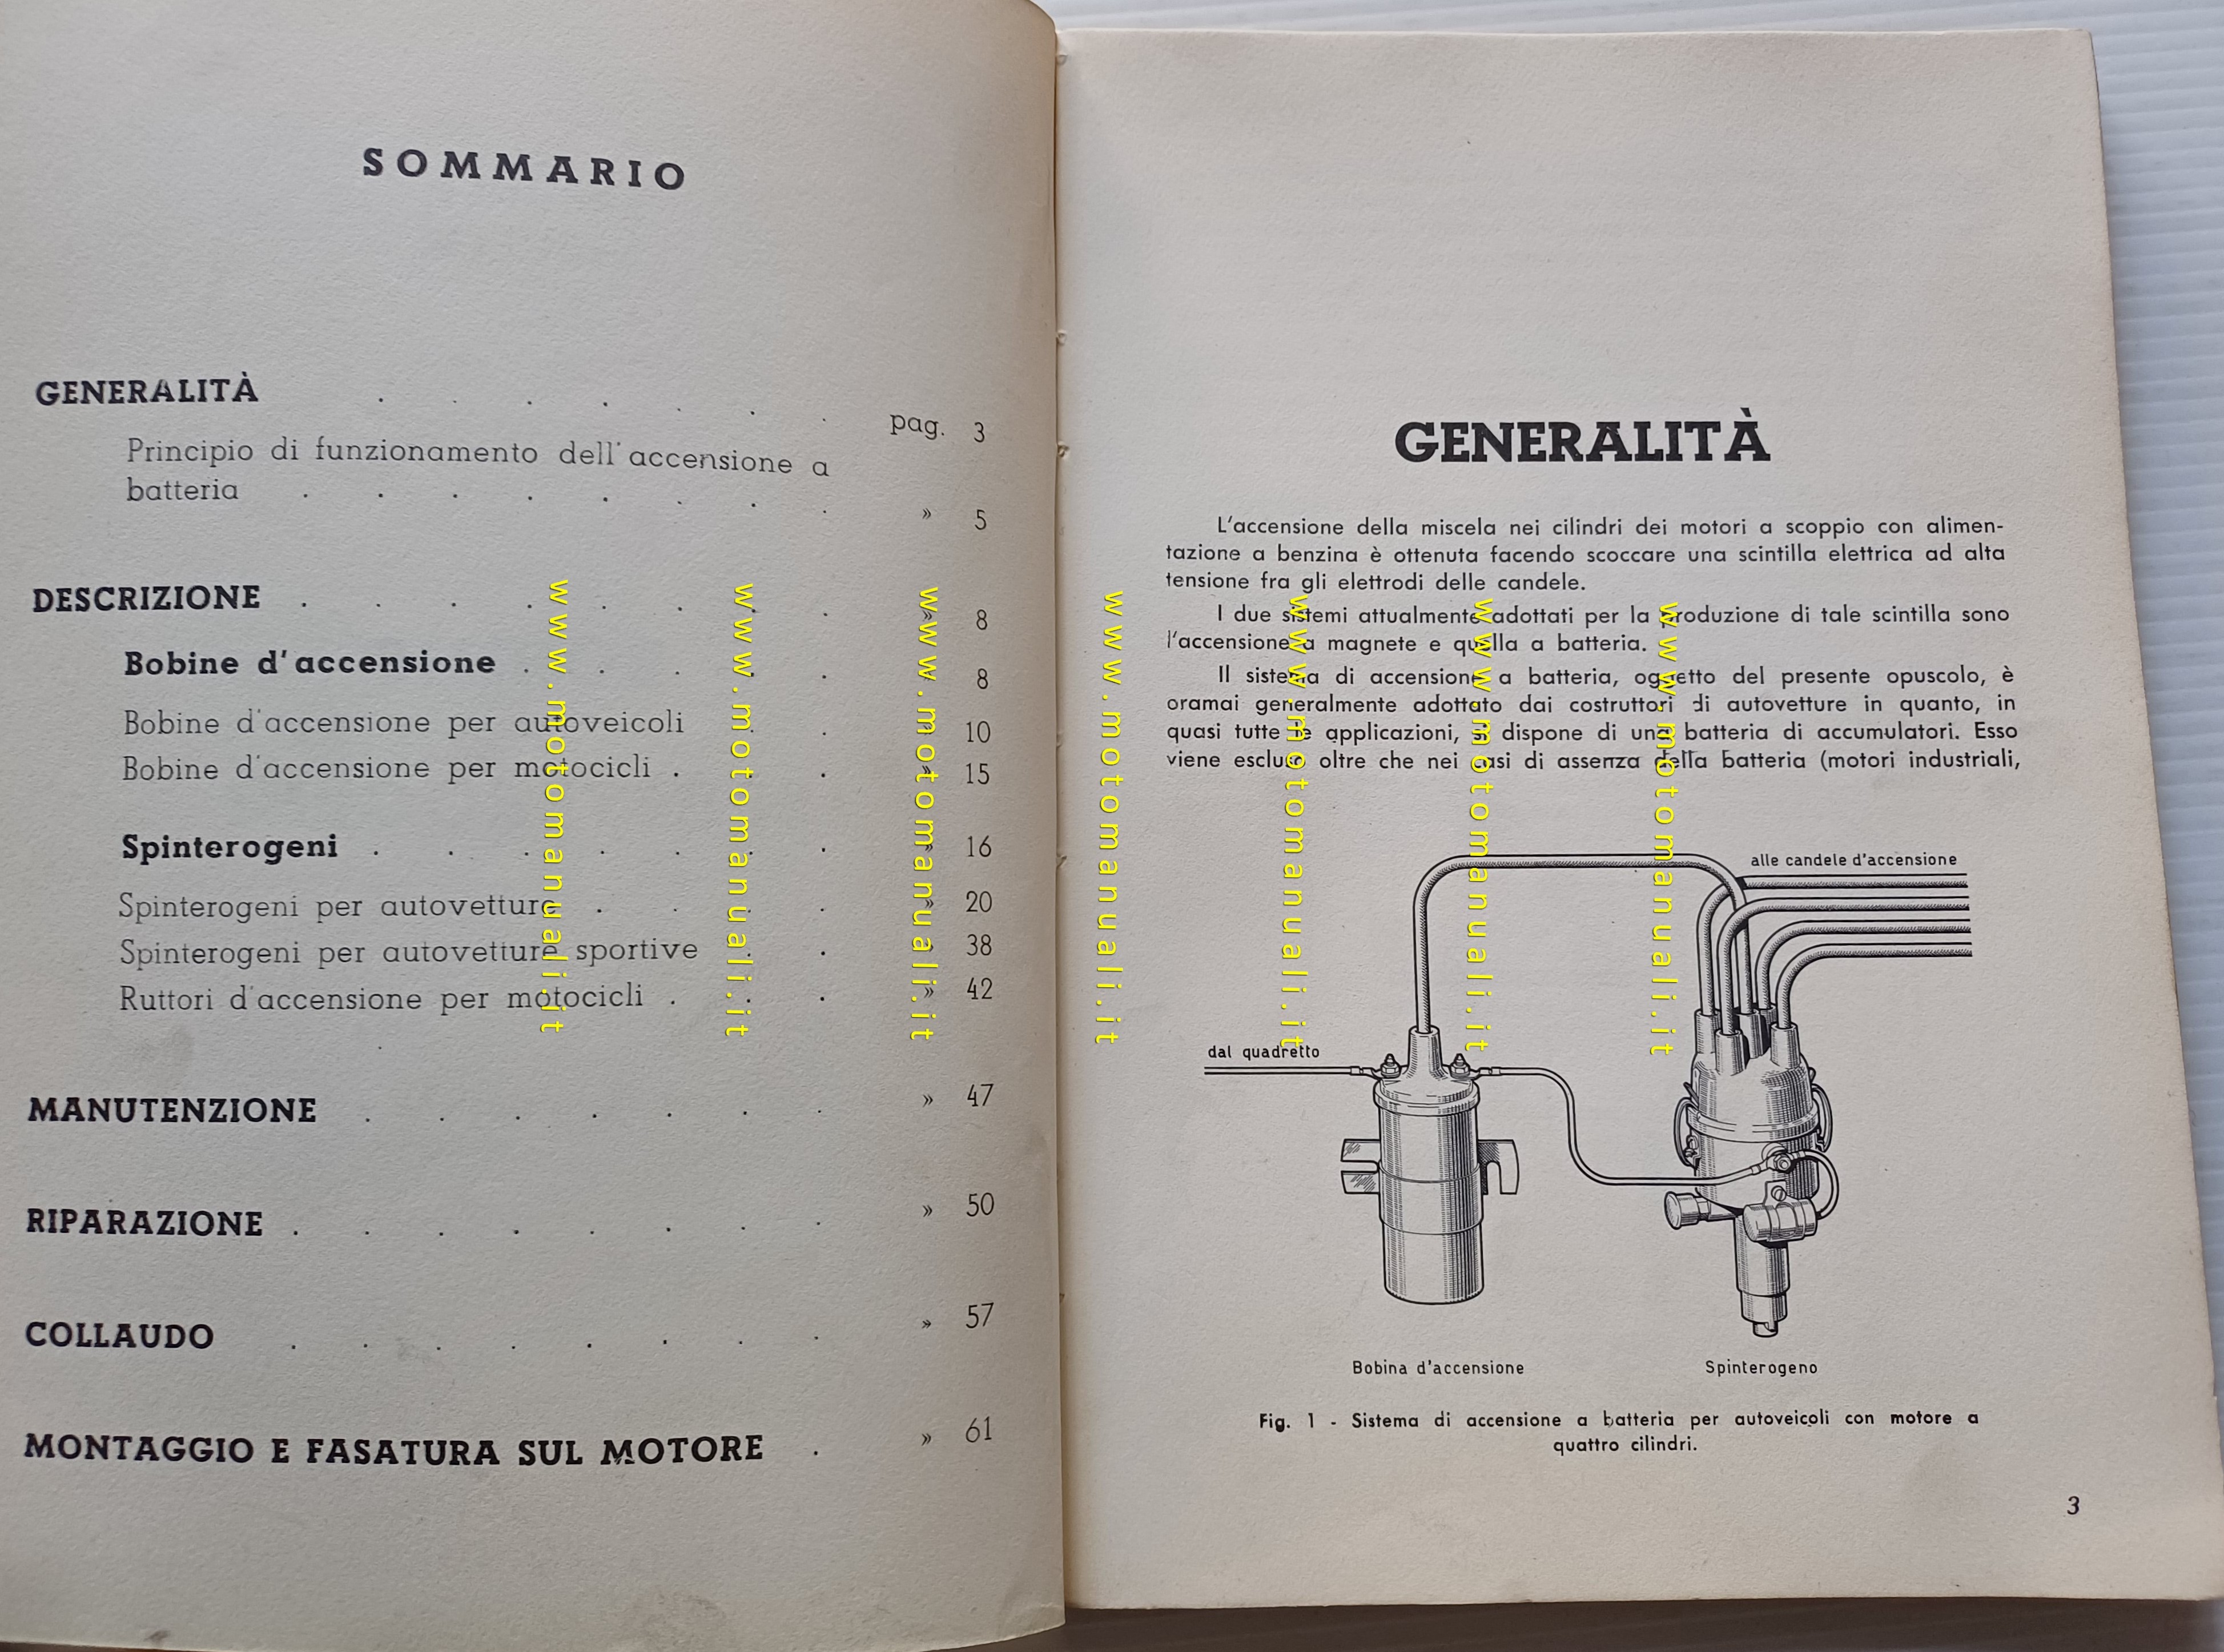 SOMMARIO
GENERALITÀ . . . . . . . pag. 3
Principio di funzionamento dell'accensione a
batteria . . . . . . . . » 5
DESCRIZIONE . . . . . . . . » 8
Bobine d'accensione . . . . . » 8
Bobine d'accensione per autoveicoli . . » 10
Bobine d'accensione per motocicli . . . » 15
Spinterogeni . . . . . . . » 16
Spinterogeni per autovetture . . . . » 20
Spinterogeni per autovetture sportive . . » 38
Ruttori d'accensione per motocicli . . . » 42
MANUTENZIONE . . . . . . . » 47
RIPARAZIONE . . . . . . . . » 50
COLLAUDO . . . . . . . . » 57
MONTAGGIO E FASATURA SUL MOTORE . » 61
GENERALITÀ
L'accensione della miscela nei cilindri dei motori a scoppio con alimen-
tazione a benzina è ottenuta facendo scoccare una scintilla elettrica ad alta
tensione fra gli elettrodi delle candele.
I due sistemi attualmente adottati per la produzione di tale scintilla sono
l'accensione a magnete e quella a batteria.
Il sistema di accensione a batteria, oggetto del presente opuscolo, è
oramai generalmente adottato dai costruttori di autovetture in quanto, in
quasi tutte le applicazioni, si dispone di una batteria di accumulatori. Esso
viene escluso oltre che nei casi di assenza della batteria (motori industriali,
alle candele d'accensione
dal quadretto
Bobina d'accensione
Spinterogeno
Fig. 1 - Sistema di accensione a batteria per autoveicoli con motore a
quattro cilindri.
3
www.motomanuali.it
www.motomanuali.it
www.motomanuali.it
www.motomanuali.it
www.motomanuali.it
www.motomanuali.it
www.motomanuali.it